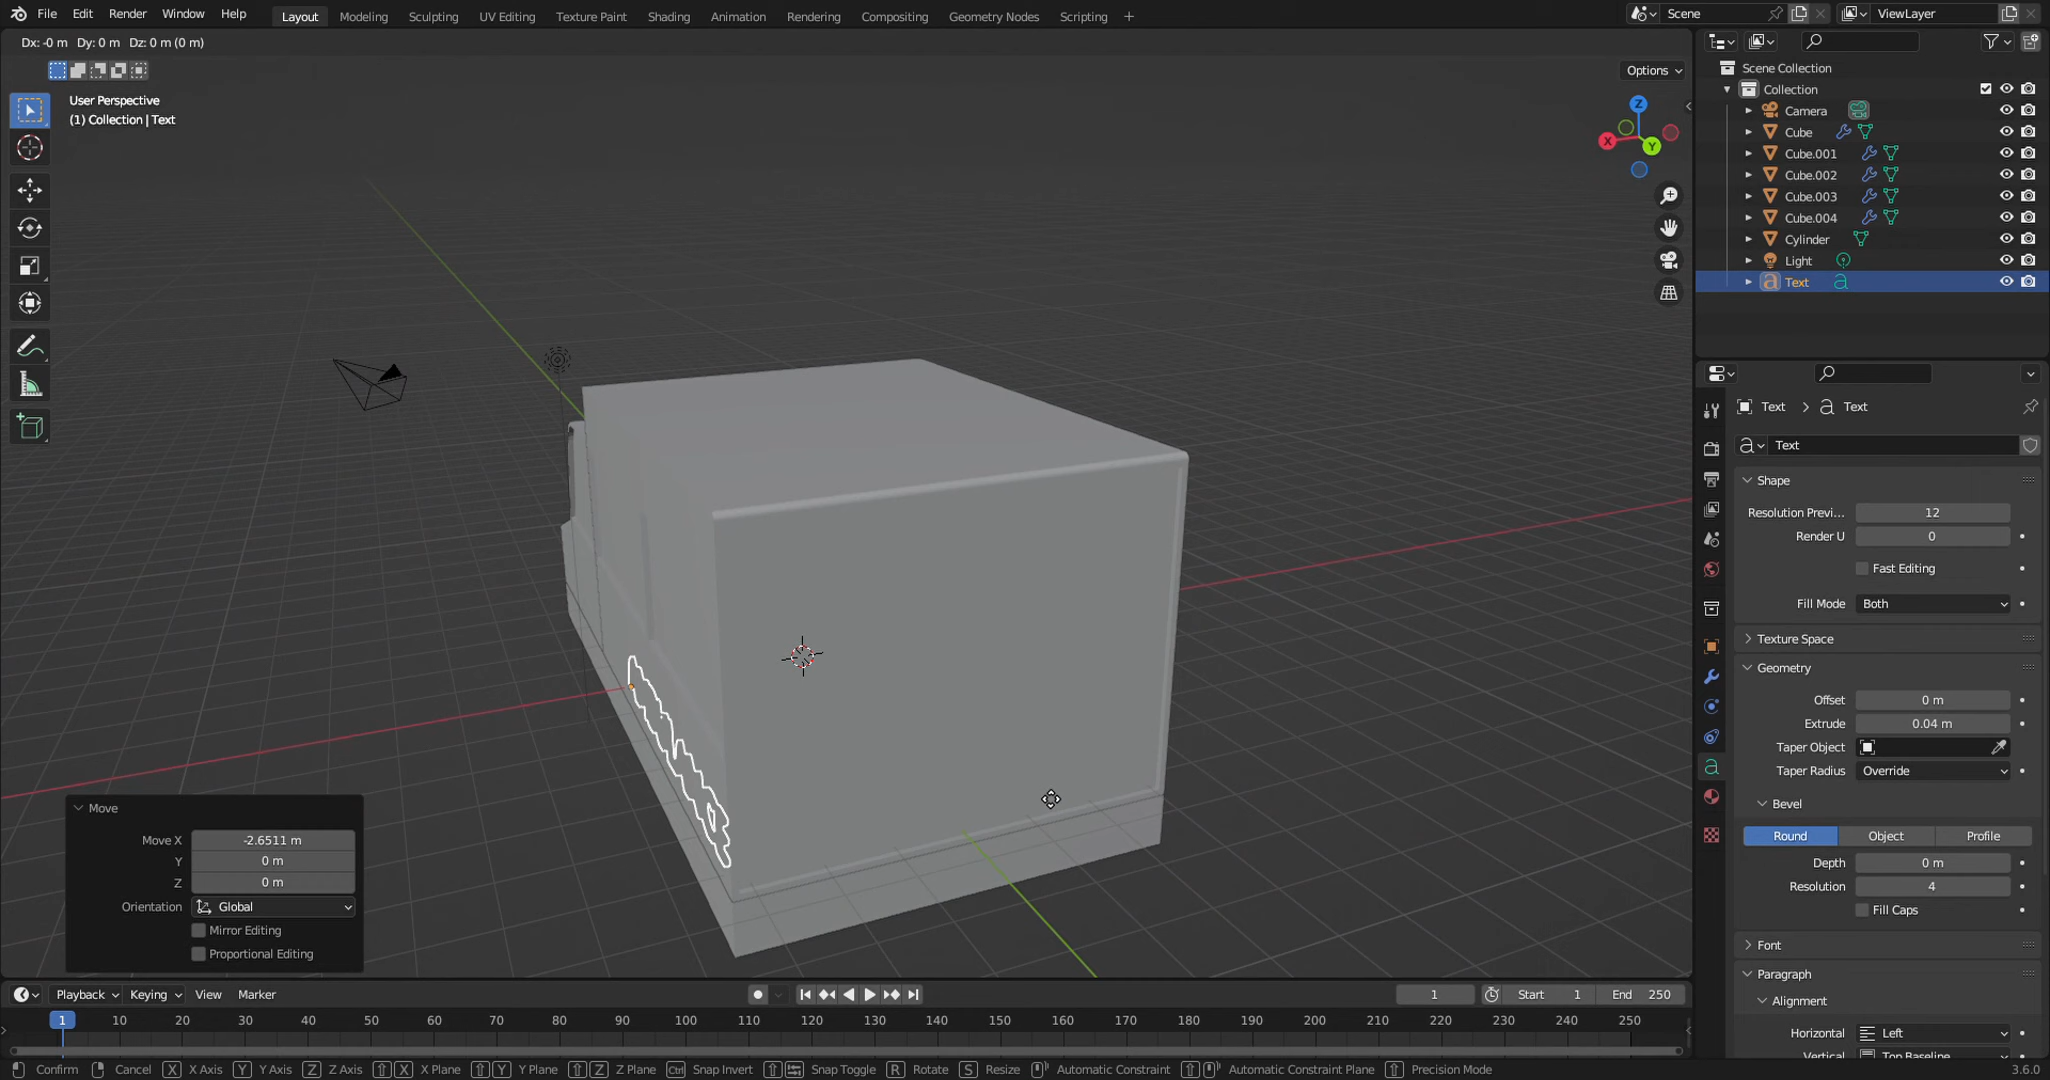 File Edit Render Window Help Layout Modeling Sculpting UV Editing Texture Paint Shading Animation Rendering Compositing Geometry Nodes Scripting + Scene ViewLayer
Dx: -0 m Dy: 0 m Dz: 0 m (0 m)
Options
User Perspective
(1) Collection | Text
Z
X
Y
Scene Collection
Collection
Camera
Cube
Cube.001
Cube.002
Cube.003
Cube.004
Cylinder
Light
Text
Text > Text
Text
Shape
Resolution Previ... 12
Render U 0
Fast Editing
Fill Mode Both
Texture Space
Geometry
Offset 0 m
Extrude 0.04 m
Taper Object
Taper Radius Override
Bevel
Round Object Profile
Depth 0 m
Resolution 4
Fill Caps
Font
Paragraph
Alignment
Horizontal Left
Vertical Top Baseline
Move
Move X -2.6511 m
Y 0 m
Z 0 m
Orientation Global
Mirror Editing
Proportional Editing
Playback Keying View Marker 1 Start 1 End 250
1 10 20 30 40 50 60 70 80 90 100 110 120 130 140 150 160 170 180 190 200 210 220 230 240 250
Confirm Cancel X X Axis Y Y Axis Z Z Axis X X Plane Y Y Plane Z Z Plane Ctrl Snap Invert Snap Toggle R Rotate S Resize Automatic Constraint Automatic Constraint Plane Precision Mode 3.6.0